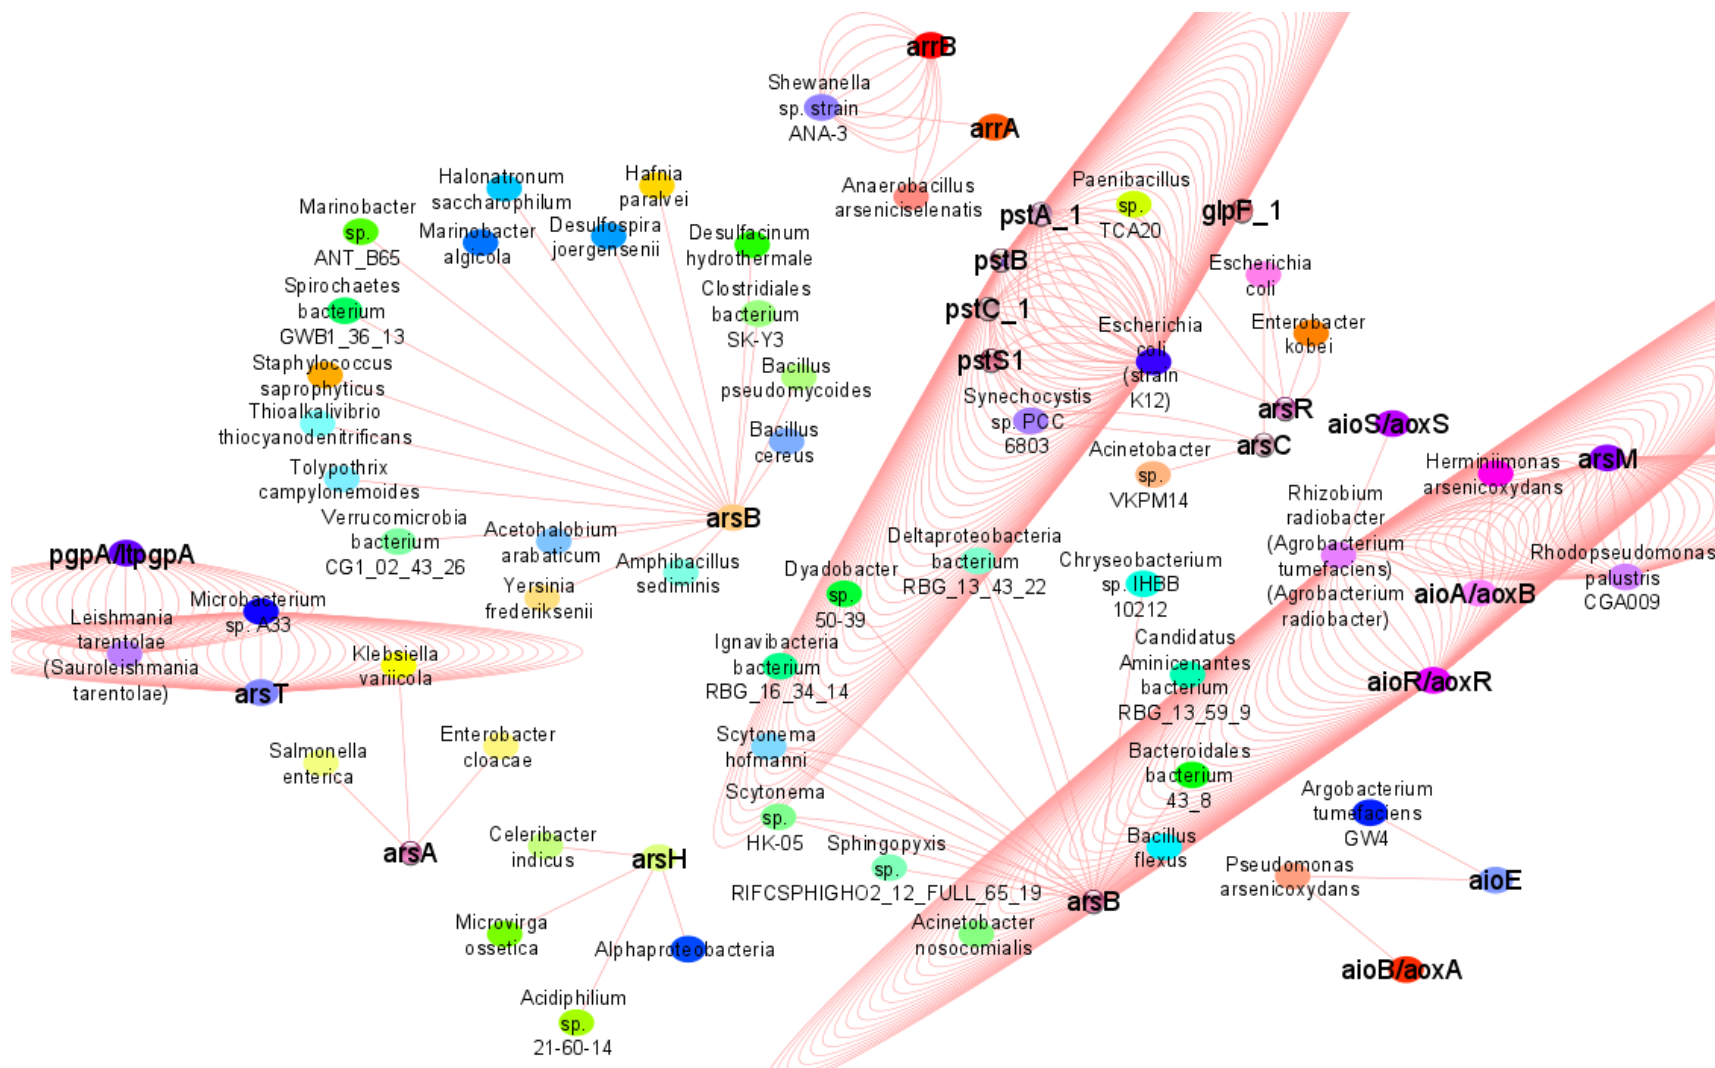 arrB
Shewanella
sp. strain
ANA-3
arrA
Anaerobacillus
arseniciselenatis
Halonatronum
saccharophilum
Hafnia
paralvei
Marinobacter
sp.
ANT_B65
Marinobacter
algicola
Desulfospira
joergensenii
Desulfacinum
hydrothermale
Spirochaetes
bacterium
GWB1_36_13
Clostridiales
bacterium
SK-Y3
Staphylococcus
saprophyticus
Bacillus
pseudomycoides
Thioalkalivibrio
thiocyanodenitrificans
Bacillus
cereus
Tolypothrix
campylonemoides
Verrucomicrobia
bacterium
CG1_02_43_26
Acetohalobium
arabaticum
arsB
Yersinia
frederiksenii
Amphibacillus
sediminis
pstA_1
Paenibacillus
sp.
TCA20
glpF_1
pstB
Escherichia
coli
pstC_1
Escherichia
coli
(strain
K12)
Enterobacter
kobei
pstS1
Synechocystis
sp. PCC
6803
arsR
arsC
Acinetobacter
sp.
VKPM14
aioS/aoxS
Herminiimonas
arsenicoxydans
arsM
Rhizobium
radiobacter
(Agrobacterium
tumefaciens)
(Agrobacterium
radiobacter)
Rhodopseudomonas
palustris
CGA009
aioA/aoxB
aioR/aoxR
pgpA/ltpgpA
Leishmania
tarentolae
(Sauroleishmania
tarentolae)
Microbacterium
sp. A33
arsT
Klebsiella
variicola
Salmonella
enterica
Enterobacter
cloacae
arsA
Celeribacter
indicus
arsH
Microvirga
ossetica
Alphaproteobacteria
Acidiphilium
sp.
21-60-14
Deltaproteobacteria
bacterium
RBG_13_43_22
Dyadobacter
sp.
50-39
Chryseobacterium
sp. IHBB
10212
Ignavibacteria
bacterium
RBG_16_34_14
Candidatus
Aminicenantes
bacterium
RBG_13_59_9
Scytonema
hofmanni
Bacteroidales
bacterium
43_8
Scytonema
sp.
HK-05
Sphingopyxis
sp.
RIFCSPHIGHO2_12_FULL_65_19
Bacillus
flexus
arsB
Acinetobacter
nosocomialis
Argobacterium
tumefaciens
GW4
Pseudomonas
arsenicoxydans
aioE
aioB/aoxA